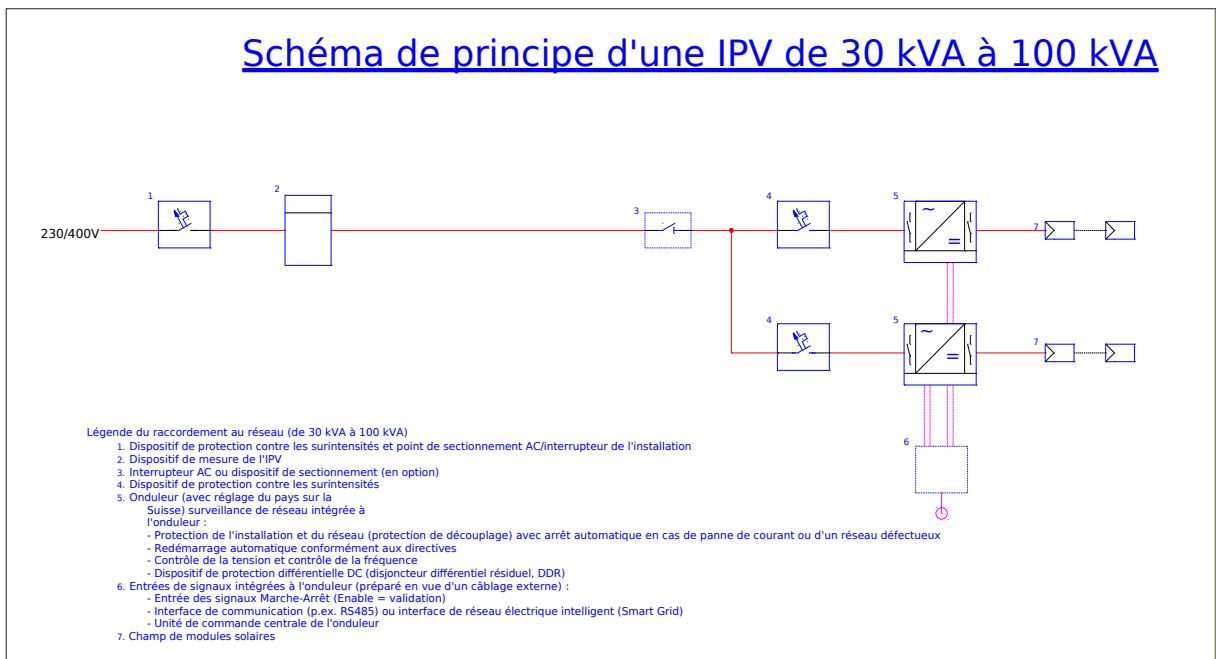 Schéma de principe d'une IPV de 30 kVA à 100 kVA
1
2
3
4
5
7
230/400V
~
=
4
5
7
~
=
6
Légende du raccordement au réseau (de 30 kVA à 100 kVA)
1. Dispositif de protection contre les surintensités et point de sectionnement AC/interrupteur de l'installation
2. Dispositif de mesure de l'IPV
3. Interrupteur AC ou dispositif de sectionnement (en option)
4. Dispositif de protection contre les surintensités
5. Onduleur (avec réglage du pays sur la
Suisse) surveillance de réseau intégrée à
l'onduleur :
- Protection de l'installation et du réseau (protection de découplage) avec arrêt automatique en cas de panne de courant ou d'un réseau défectueux
- Redémarrage automatique conformément aux directives
- Contrôle de la tension et contrôle de la fréquence
- Dispositif de protection différentielle DC (disjoncteur différentiel résiduel, DDR)
6. Entrées de signaux intégrées à l'onduleur (préparé en vue d'un câblage externe) :
- Entrée des signaux Marche-Arrêt (Enable = validation)
- Interface de communication (p.ex. RS485) ou interface de réseau électrique intelligent (Smart Grid)
- Unité de commande centrale de l'onduleur
7. Champ de modules solaires